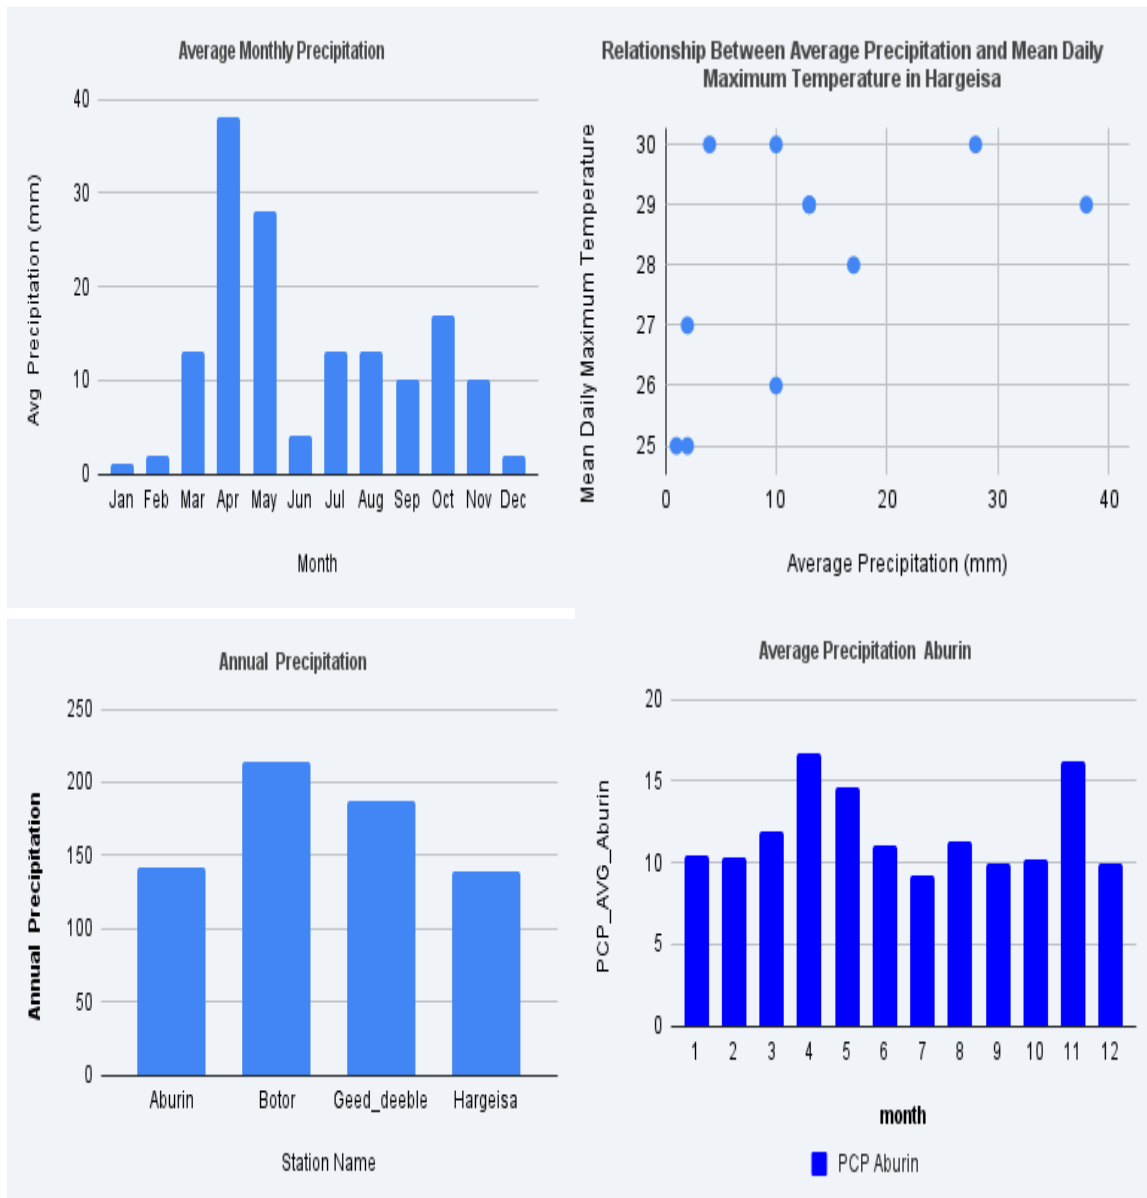 Average Monthly Precipitation
Avg Precipitation (mm)
40
30
20
10
0
Jan Feb Mar Apr May Jun Jul Aug Sep Oct Nov Dec
Month
Relationship Between Average Precipitation and Mean Daily
Maximum Temperature in Hargeisa
Mean Daily Maximum Temperature
30
29
28
27
26
25
0 10 20 30 40
Average Precipitation (mm)
Annual Precipitation
Annual Precipitation
250
200
150
100
50
0
Aburin Botor Geed_deeble Hargeisa
Station Name
Average Precipitation Aburin
PCP_AVG_Aburin
20
15
10
5
0
1 2 3 4 5 6 7 8 9 10 11 12
month
PCP Aburin